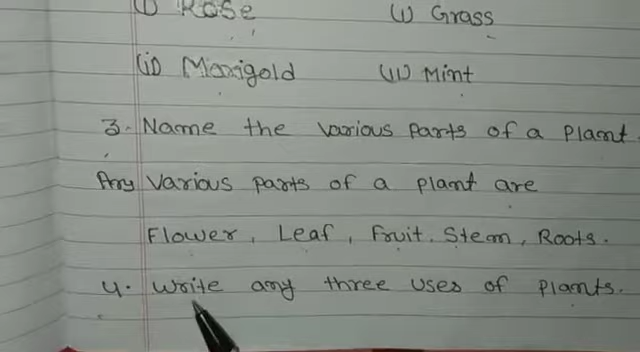 (i) Rose (i) Grass
(ii) Marigold (ii) Mint
3. Name the various parts of a plant.
Ans Various parts of a plant are
Flower, Leaf, Fruit. Stem, Roots.
4. Write any three uses of plants.